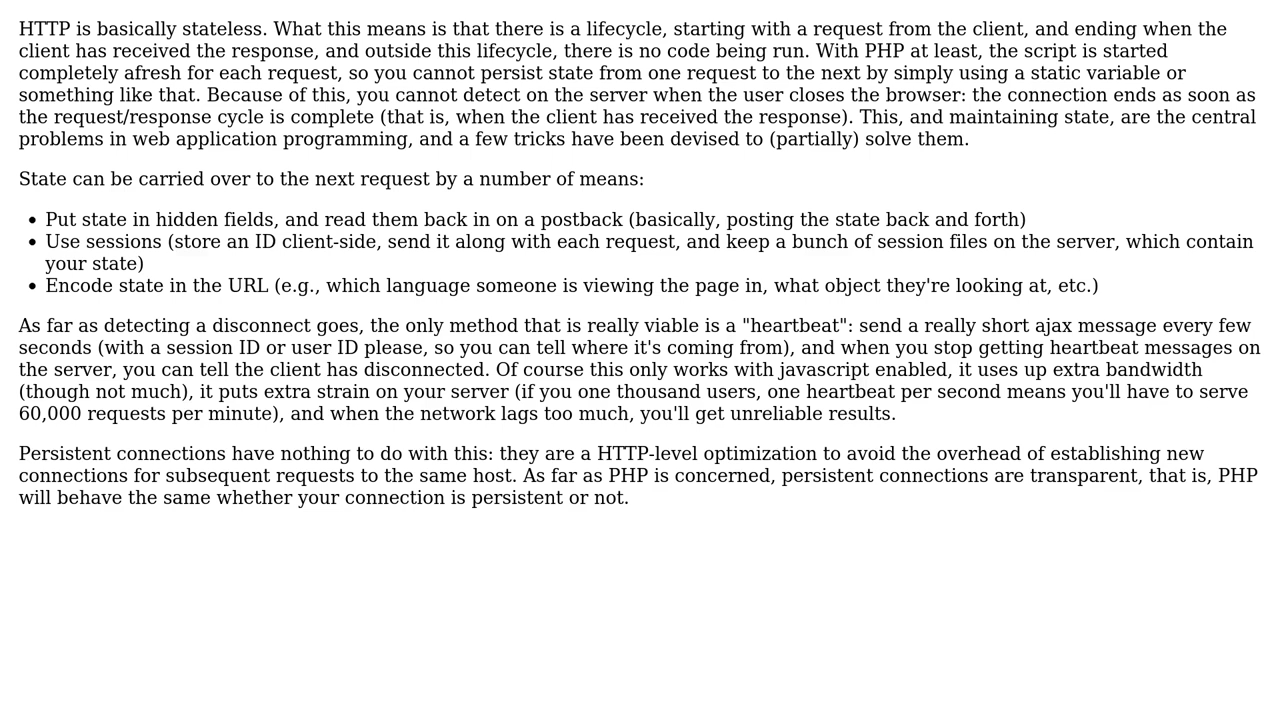 HTTP is basically stateless. What this means is that there is a lifecycle, starting with a request from the client, and ending when the
client has received the response, and outside this lifecycle, there is no code being run. With PHP at least, the script is started
completely afresh for each request, so you cannot persist state from one request to the next by simply using a static variable or
something like that. Because of this, you cannot detect on the server when the user closes the browser: the connection ends as soon as
the request/response cycle is complete (that is, when the client has received the response). This, and maintaining state, are the central
problems in web application programming, and a few tricks have been devised to (partially) solve them.
State can be carried over to the next request by a number of means:
• Put state in hidden fields, and read them back in on a postback (basically, posting the state back and forth)
• Use sessions (store an ID client-side, send it along with each request, and keep a bunch of session files on the server, which contain
your state)
• Encode state in the URL (e.g., which language someone is viewing the page in, what object they're looking at, etc.)
As far as detecting a disconnect goes, the only method that is really viable is a "heartbeat": send a really short ajax message every few
seconds (with a session ID or user ID please, so you can tell where it's coming from), and when you stop getting heartbeat messages on
the server, you can tell the client has disconnected. Of course this only works with javascript enabled, it uses up extra bandwidth
(though not much), it puts extra strain on your server (if you one thousand users, one heartbeat per second means you'll have to serve
60,000 requests per minute), and when the network lags too much, you'll get unreliable results.
Persistent connections have nothing to do with this: they are a HTTP-level optimization to avoid the overhead of establishing new
connections for subsequent requests to the same host. As far as PHP is concerned, persistent connections are transparent, that is, PHP
will behave the same whether your connection is persistent or not.